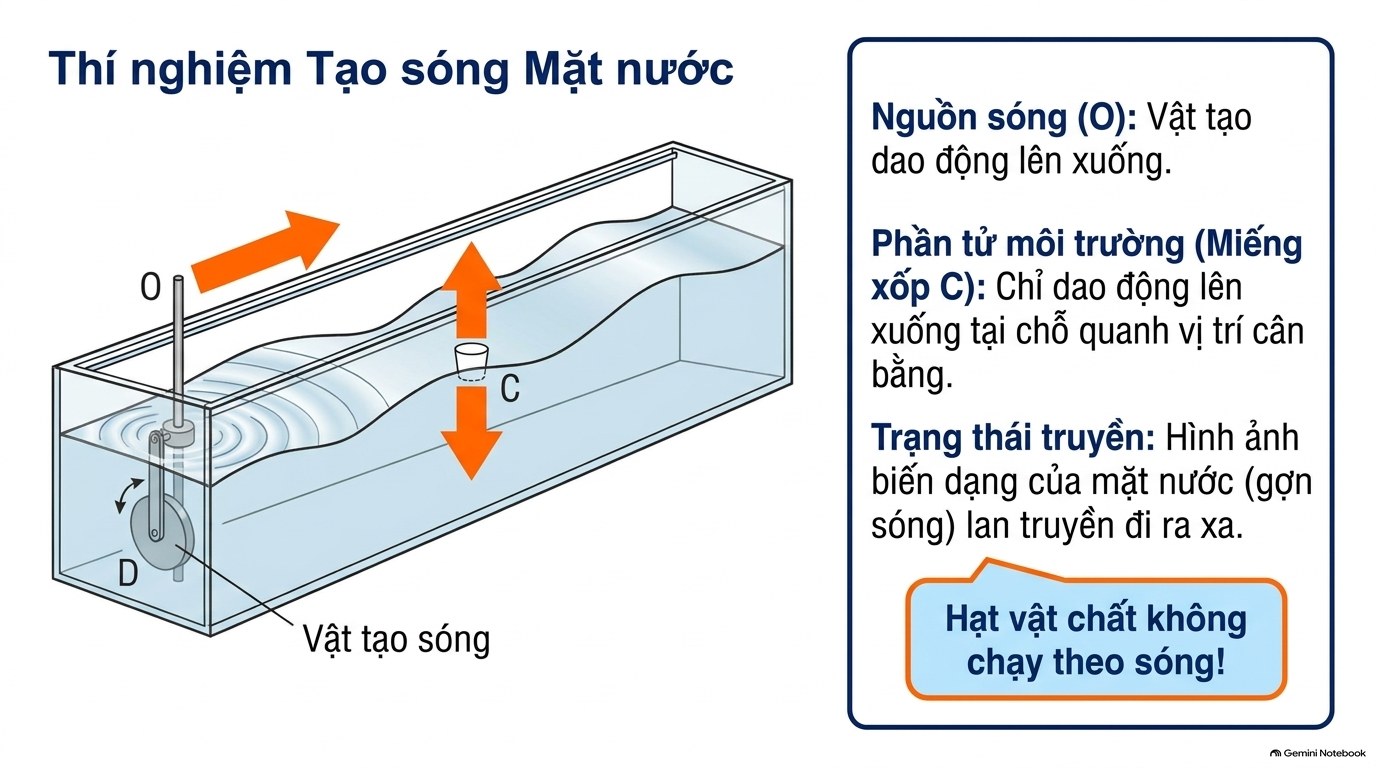 Thí nghiệm Tạo sóng Mặt nước
O
C
D
Vật tạo sóng
Nguồn sóng (O): Vật tạo
dao động lên xuống.
Phần tử môi trường (Miếng
xốp C): Chỉ dao động lên
xuống tại chỗ quanh vị trí cân
bằng.
Trạng thái truyền: Hình ảnh
biến dạng của mặt nước (gợn
sóng) lan truyền đi ra xa.
Hạt vật chất không
chạy theo sóng!
Gemini Notebook